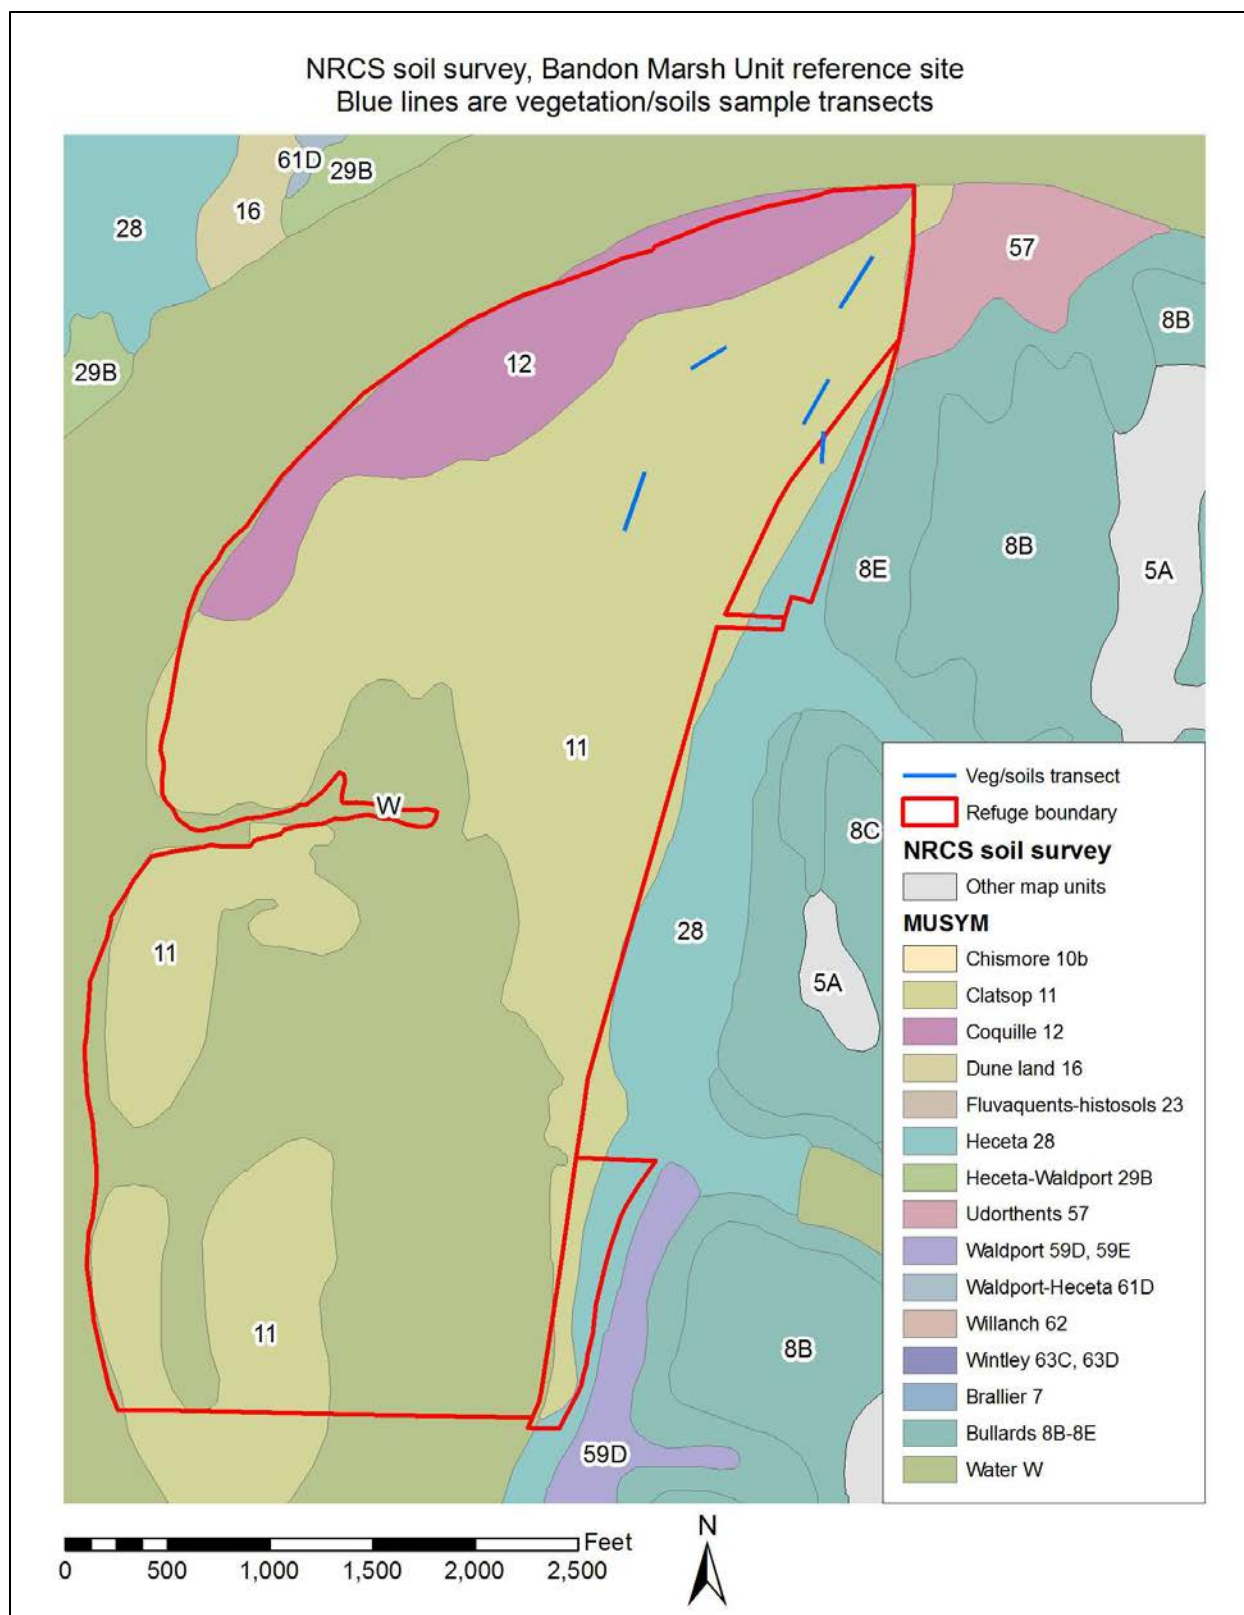 NRCS soil survey, Bandon Marsh Unit reference site
Blue lines are vegetation/soils sample transects
61D
29B
16
28
57
8B
29B
12
8B
8E
5A
11
W
8C
28
11
5A
11
8B
59D
Veg/soils transect
Refuge boundary
NRCS soil survey
Other map units
MUSYM
Chismore 10b
Clatsop 11
Coquille 12
Dune land 16
Fluvaquents-histosols 23
Heceta 28
Heceta-Waldport 29B
Udorthents 57
Waldport 59D, 59E
Waldport-Heceta 61D
Willanch 62
Wintley 63C, 63D
Brallier 7
Bullards 8B-8E
Water W
Feet
0 500 1,000 1,500 2,000 2,500
N